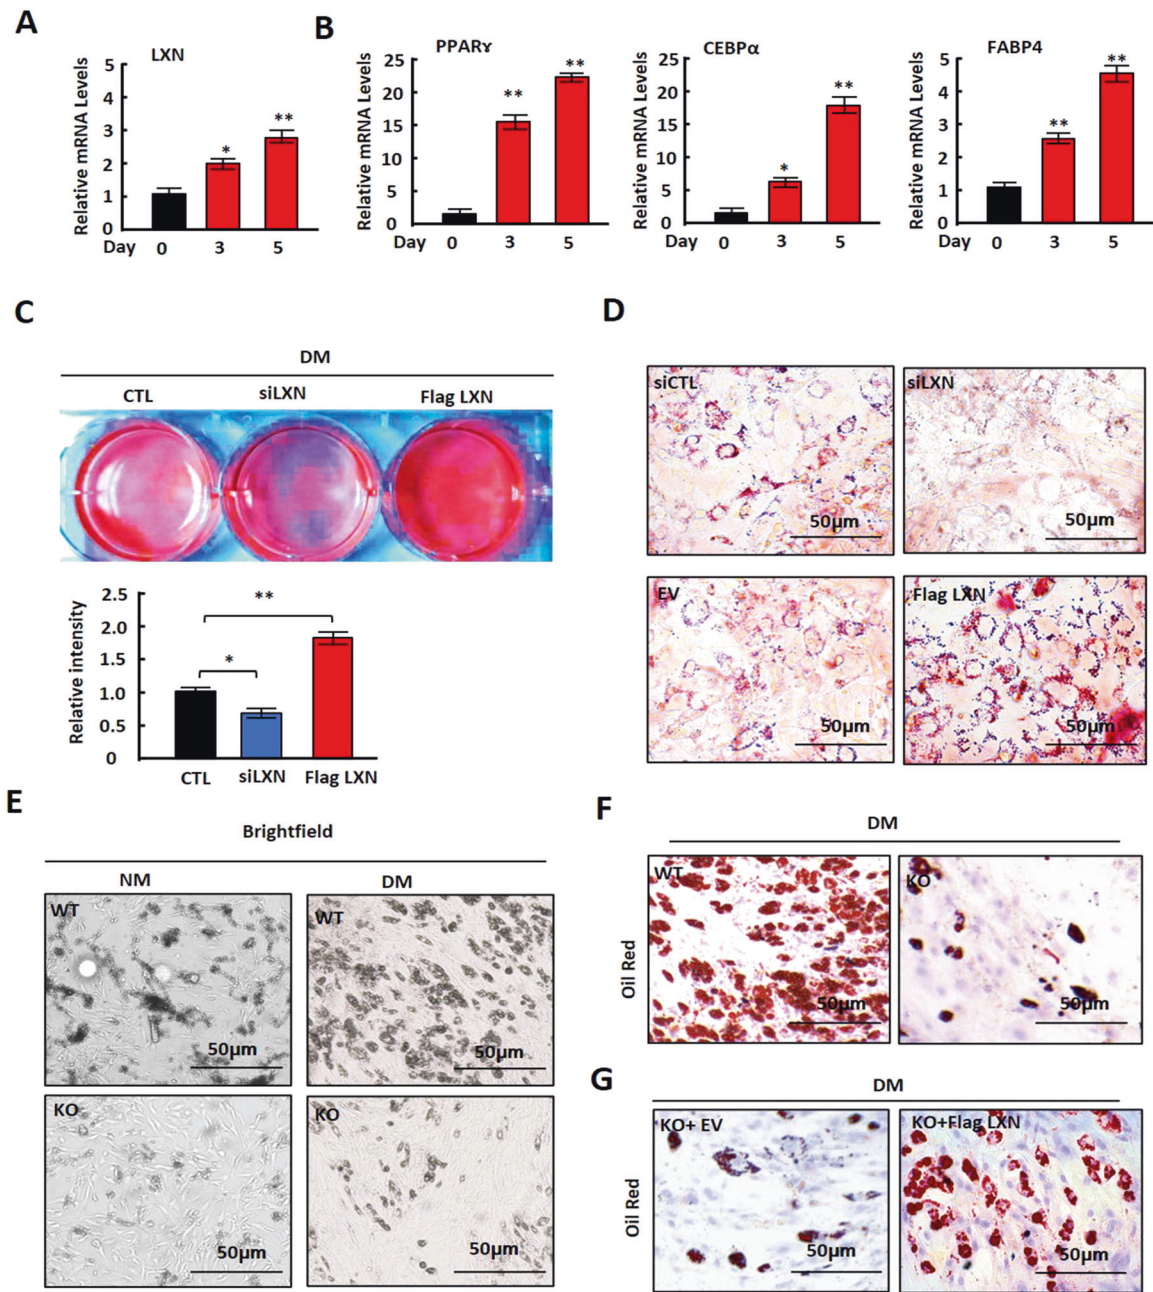 A
LXN
Relative mRNA Levels
5
4
3
2
1
0
*
**
Day 0 3 5
B
PPARɤ
Relative mRNA Levels
25
20
15
10
5
0
**
**
Day 0 3 5
CEBPα
Relative mRNA Levels
25
20
15
10
5
0
*
**
Day 0 3 5
FABP4
Relative mRNA Levels
5
4
3
2
1
0
**
**
Day 0 3 5
C
DM
CTL siLXN Flag LXN
Relative intensity
2.5
2.0
1.5
1.0
0.5
0
**
*
CTL siLXN Flag LXN
D
siCTL
50µm
siLXN
50µm
EV
50µm
Flag LXN
50µm
E
Brightfield
NM DM
WT
50µm
WT
50µm
KO
50µm
KO
50µm
F
DM
Oil Red
WT
50µm
KO
50µm
G
DM
Oil Red
KO+ EV
50µm
KO+Flag LXN
50µm